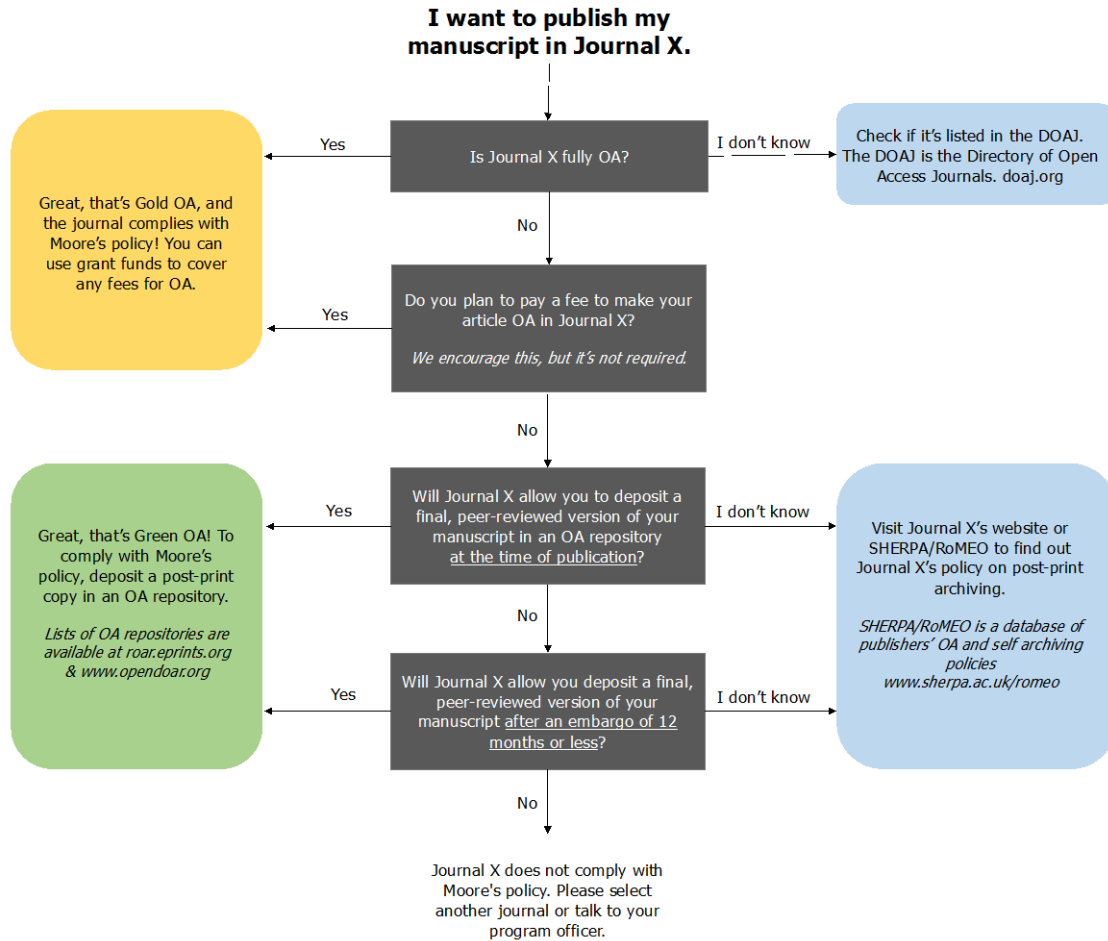 I want to publish my
manuscript in Journal X.
Yes
Is Journal X fully OA?
I don't know
Check if it's listed in the DOAJ.
The DOAJ is the Directory of Open
Access Journals. doaj.org
Great, that's Gold OA, and
the journal complies with
Moore's policy! You can
use grant funds to cover
any fees for OA.
No
Yes
Do you plan to pay a fee to make your
article OA in Journal X?
We encourage this, but it's not required.
No
Yes
Will Journal X allow you to deposit a
final, peer-reviewed version of your
manuscript in an OA repository
at the time of publication?
I don't know
Great, that's Green OA! To
comply with Moore's
policy, deposit a post-print
copy in an OA repository.
Lists of OA repositories are
available at roar.eprints.org
& www.opendoar.org
Visit Journal X's website or
SHERPA/RoMEO to find out
Journal X's policy on post-print
archiving.
SHERPA/RoMEO is a database of
publishers' OA and self archiving
policies
www.sherpa.ac.uk/romeo
No
Yes
Will Journal X allow you deposit a final,
peer-reviewed version of your
manuscript after an embargo of 12
months or less?
I don't know
No
Journal X does not comply with
Moore's policy. Please select
another journal or talk to your
program officer.